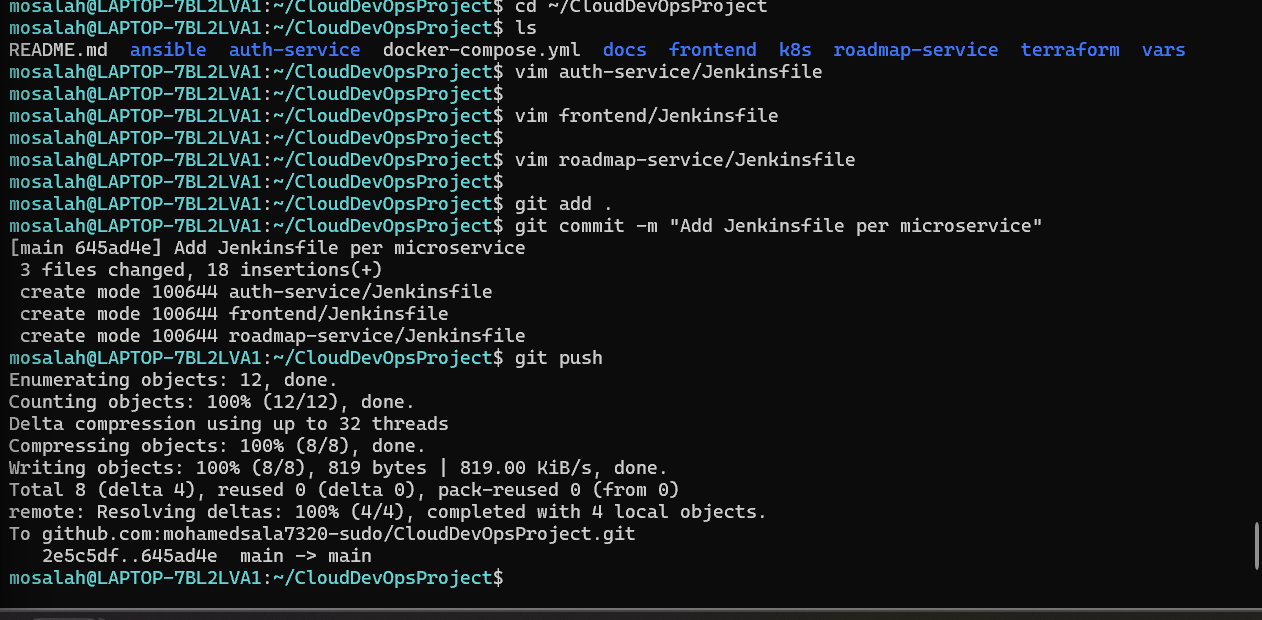 mosalah@LAPTOP-7BL2LVA1:~/CloudDevOpsProject$ cd ~/CloudDevOpsProject
mosalah@LAPTOP-7BL2LVA1:~/CloudDevOpsProject$ ls
README.md  ansible  auth-service  docker-compose.yml  docs  frontend  k8s  roadmap-service  terraform  vars
mosalah@LAPTOP-7BL2LVA1:~/CloudDevOpsProject$ vim auth-service/Jenkinsfile
mosalah@LAPTOP-7BL2LVA1:~/CloudDevOpsProject$
mosalah@LAPTOP-7BL2LVA1:~/CloudDevOpsProject$ vim frontend/Jenkinsfile
mosalah@LAPTOP-7BL2LVA1:~/CloudDevOpsProject$
mosalah@LAPTOP-7BL2LVA1:~/CloudDevOpsProject$ vim roadmap-service/Jenkinsfile
mosalah@LAPTOP-7BL2LVA1:~/CloudDevOpsProject$
mosalah@LAPTOP-7BL2LVA1:~/CloudDevOpsProject$ git add .
mosalah@LAPTOP-7BL2LVA1:~/CloudDevOpsProject$ git commit -m "Add Jenkinsfile per microservice"
[main 645ad4e] Add Jenkinsfile per microservice
 3 files changed, 18 insertions(+)
 create mode 100644 auth-service/Jenkinsfile
 create mode 100644 frontend/Jenkinsfile
 create mode 100644 roadmap-service/Jenkinsfile
mosalah@LAPTOP-7BL2LVA1:~/CloudDevOpsProject$ git push
Enumerating objects: 12, done.
Counting objects: 100% (12/12), done.
Delta compression using up to 32 threads
Compressing objects: 100% (8/8), done.
Writing objects: 100% (8/8), 819 bytes | 819.00 KiB/s, done.
Total 8 (delta 4), reused 0 (delta 0), pack-reused 0 (from 0)
remote: Resolving deltas: 100% (4/4), completed with 4 local objects.
To github.com:mohamedsala7320-sudo/CloudDevOpsProject.git
   2e5c5df..645ad4e  main -> main
mosalah@LAPTOP-7BL2LVA1:~/CloudDevOpsProject$